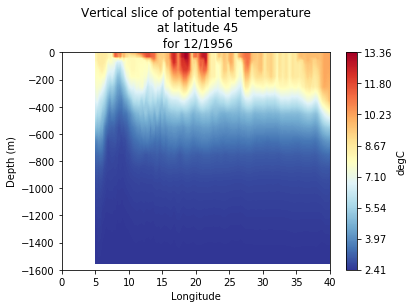 Vertical slice of potential temperature
at latitude 45
for 12/1956
0
−200
−400
−600
−800
−1000
−1200
−1400
−1600
Depth (m)
0 5 10 15 20 25 30 35 40
Longitude
13.36
11.80
10.23
8.67
7.10
5.54
3.97
2.41
degC